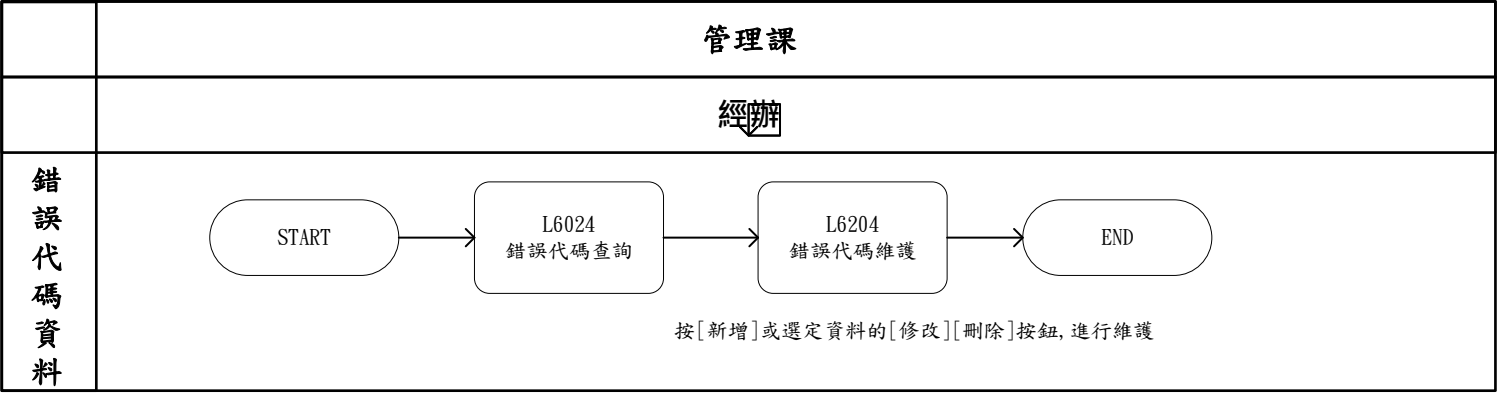 管理課
經辦
錯誤代碼資料
START
L6024
錯誤代碼查詢
L6204
錯誤代碼維護
END
按[新增]或選定資料的[修改][刪除]按鈕,進行維護